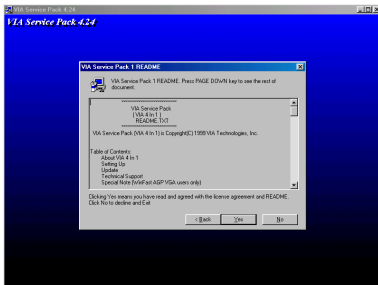 VIA Service Pack 4.24
VIA Service Pack 4.24
VIA Service Pack 1 README
VIA Service Pack 1 README. Press PAGE DOWN key to see the rest of
document.
VIA Service Pack
( VIA 4 In 1 )
README.TXT
VIA Service Pack (VIA 4 In1) is Copyright(C) 1999 VIA Technologies, Inc.
Table of Contents:
About VIA 4 in 1
Setting Up
Update
Technical Support
Special Note (WinFast AGP VGA users only)
Clicking Yes means you have read and agreed with the license agreement and README.
Click No to decline and Exit
< Back
Yes
No